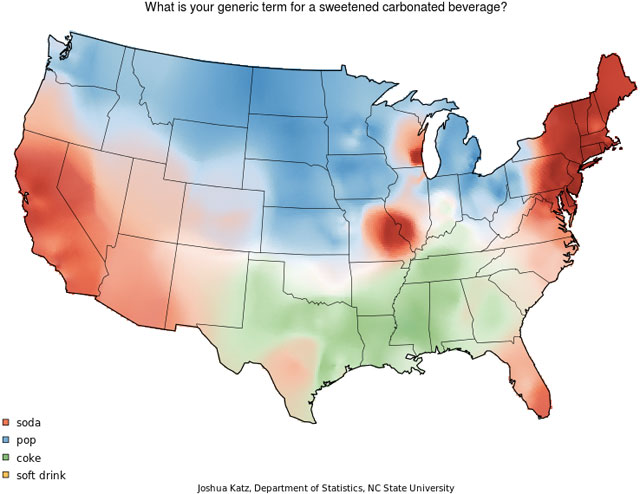 What is your generic term for a sweetened carbonated beverage?
soda
pop
coke
soft drink
Joshua Katz, Department of Statistics, NC State University